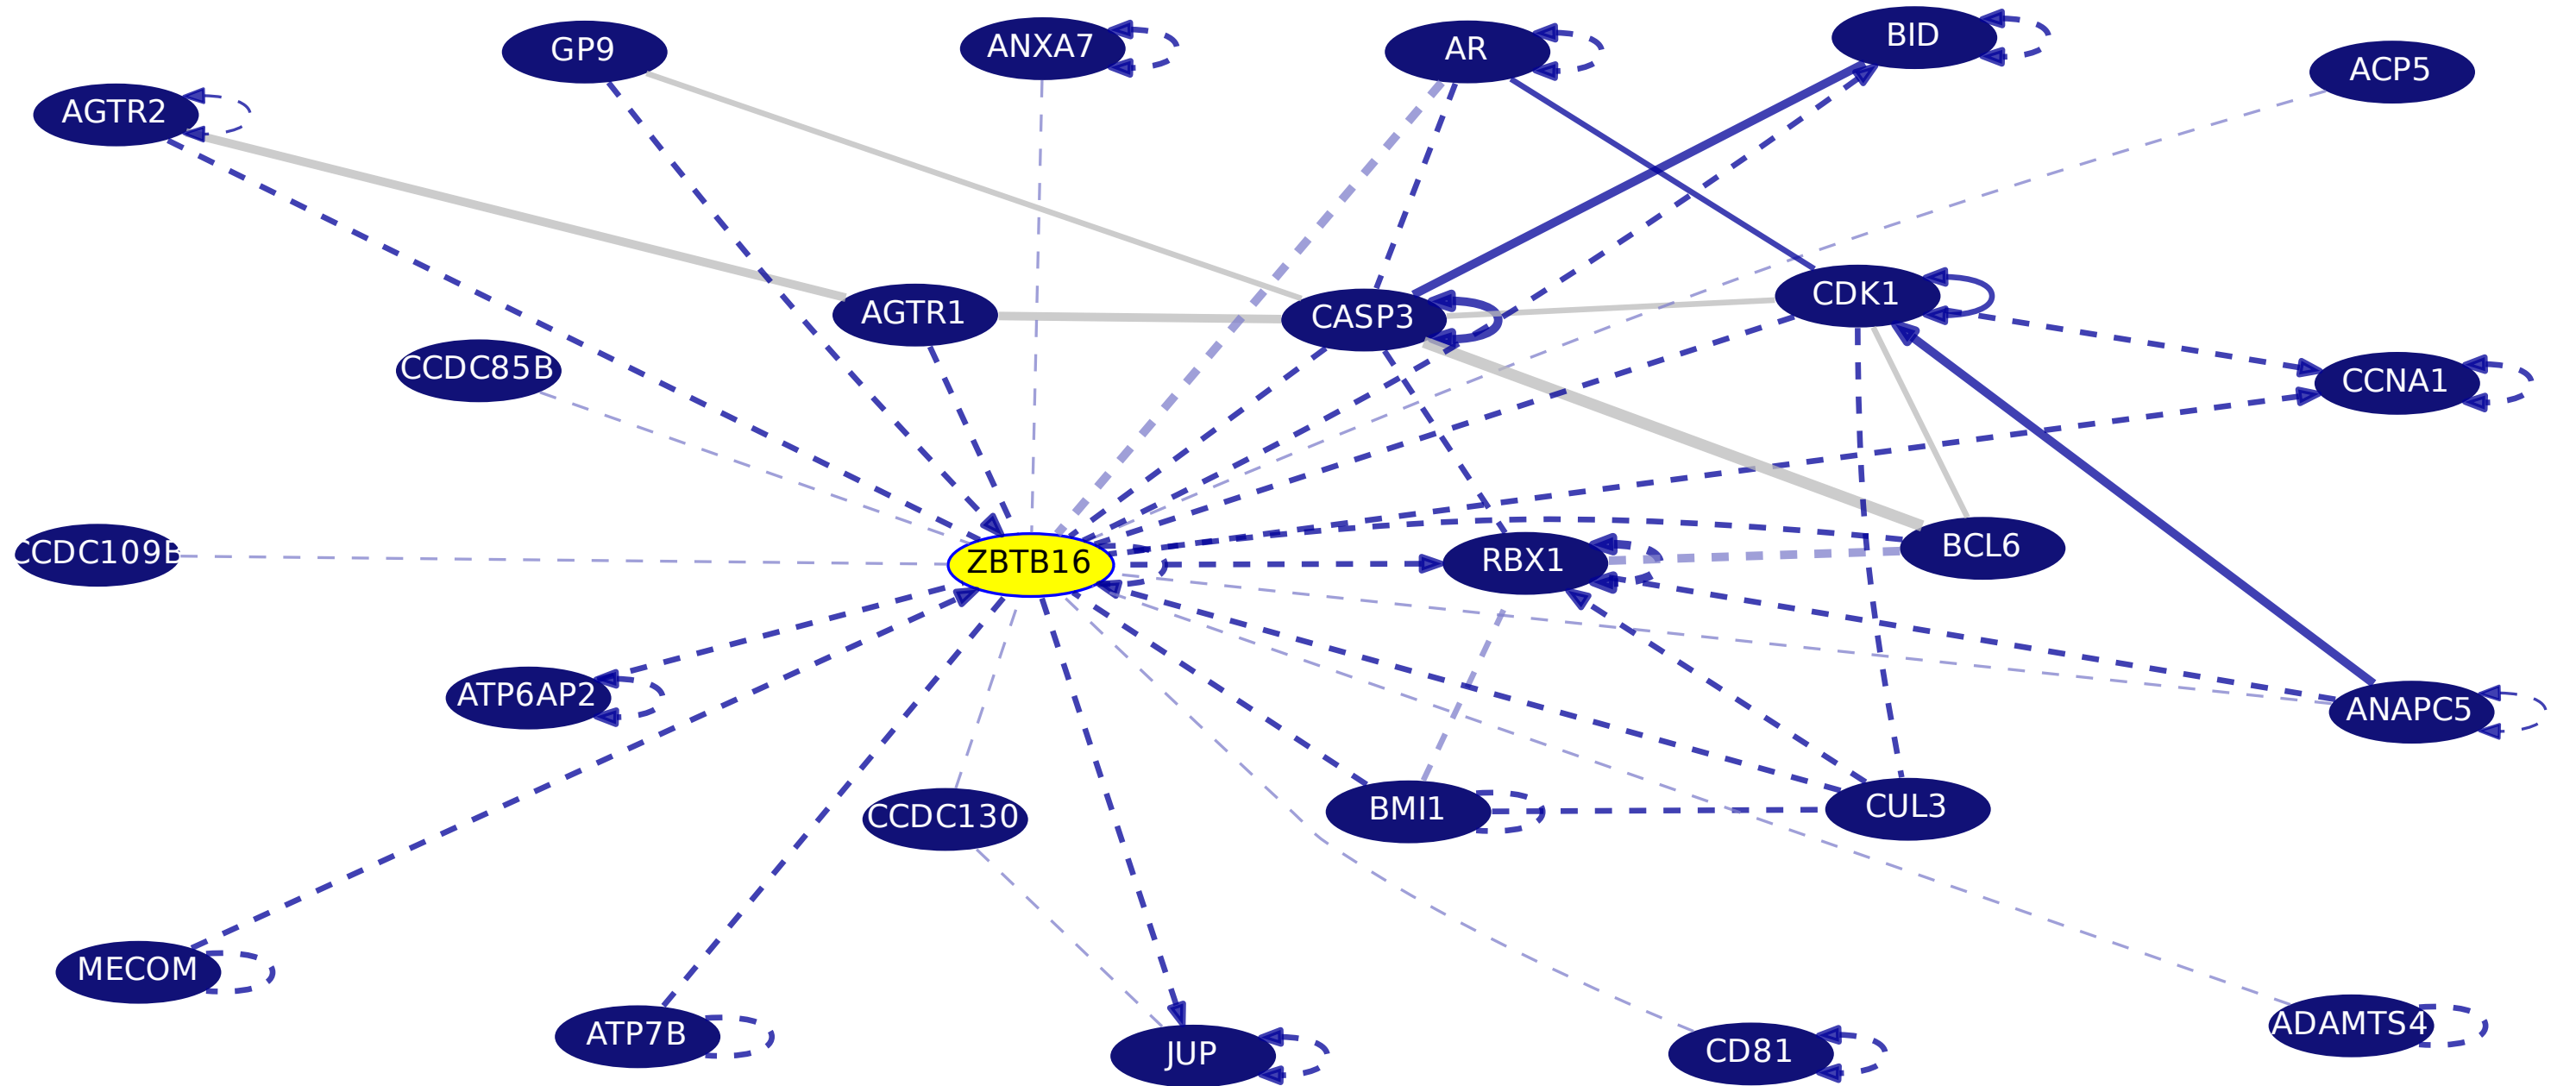 BID
GP9
ANXA7
AR
ACP5
AGTR2
CDK1
AGTR1
CASP3
CCDC85B
CCNA1
CCDC109B
ZBTB16
RBX1
BCL6
ATP6AP2
ANAPC5
CCDC130
BMI1
CUL3
MECOM
ATP7B
JUP
CD81
ADAMTS4